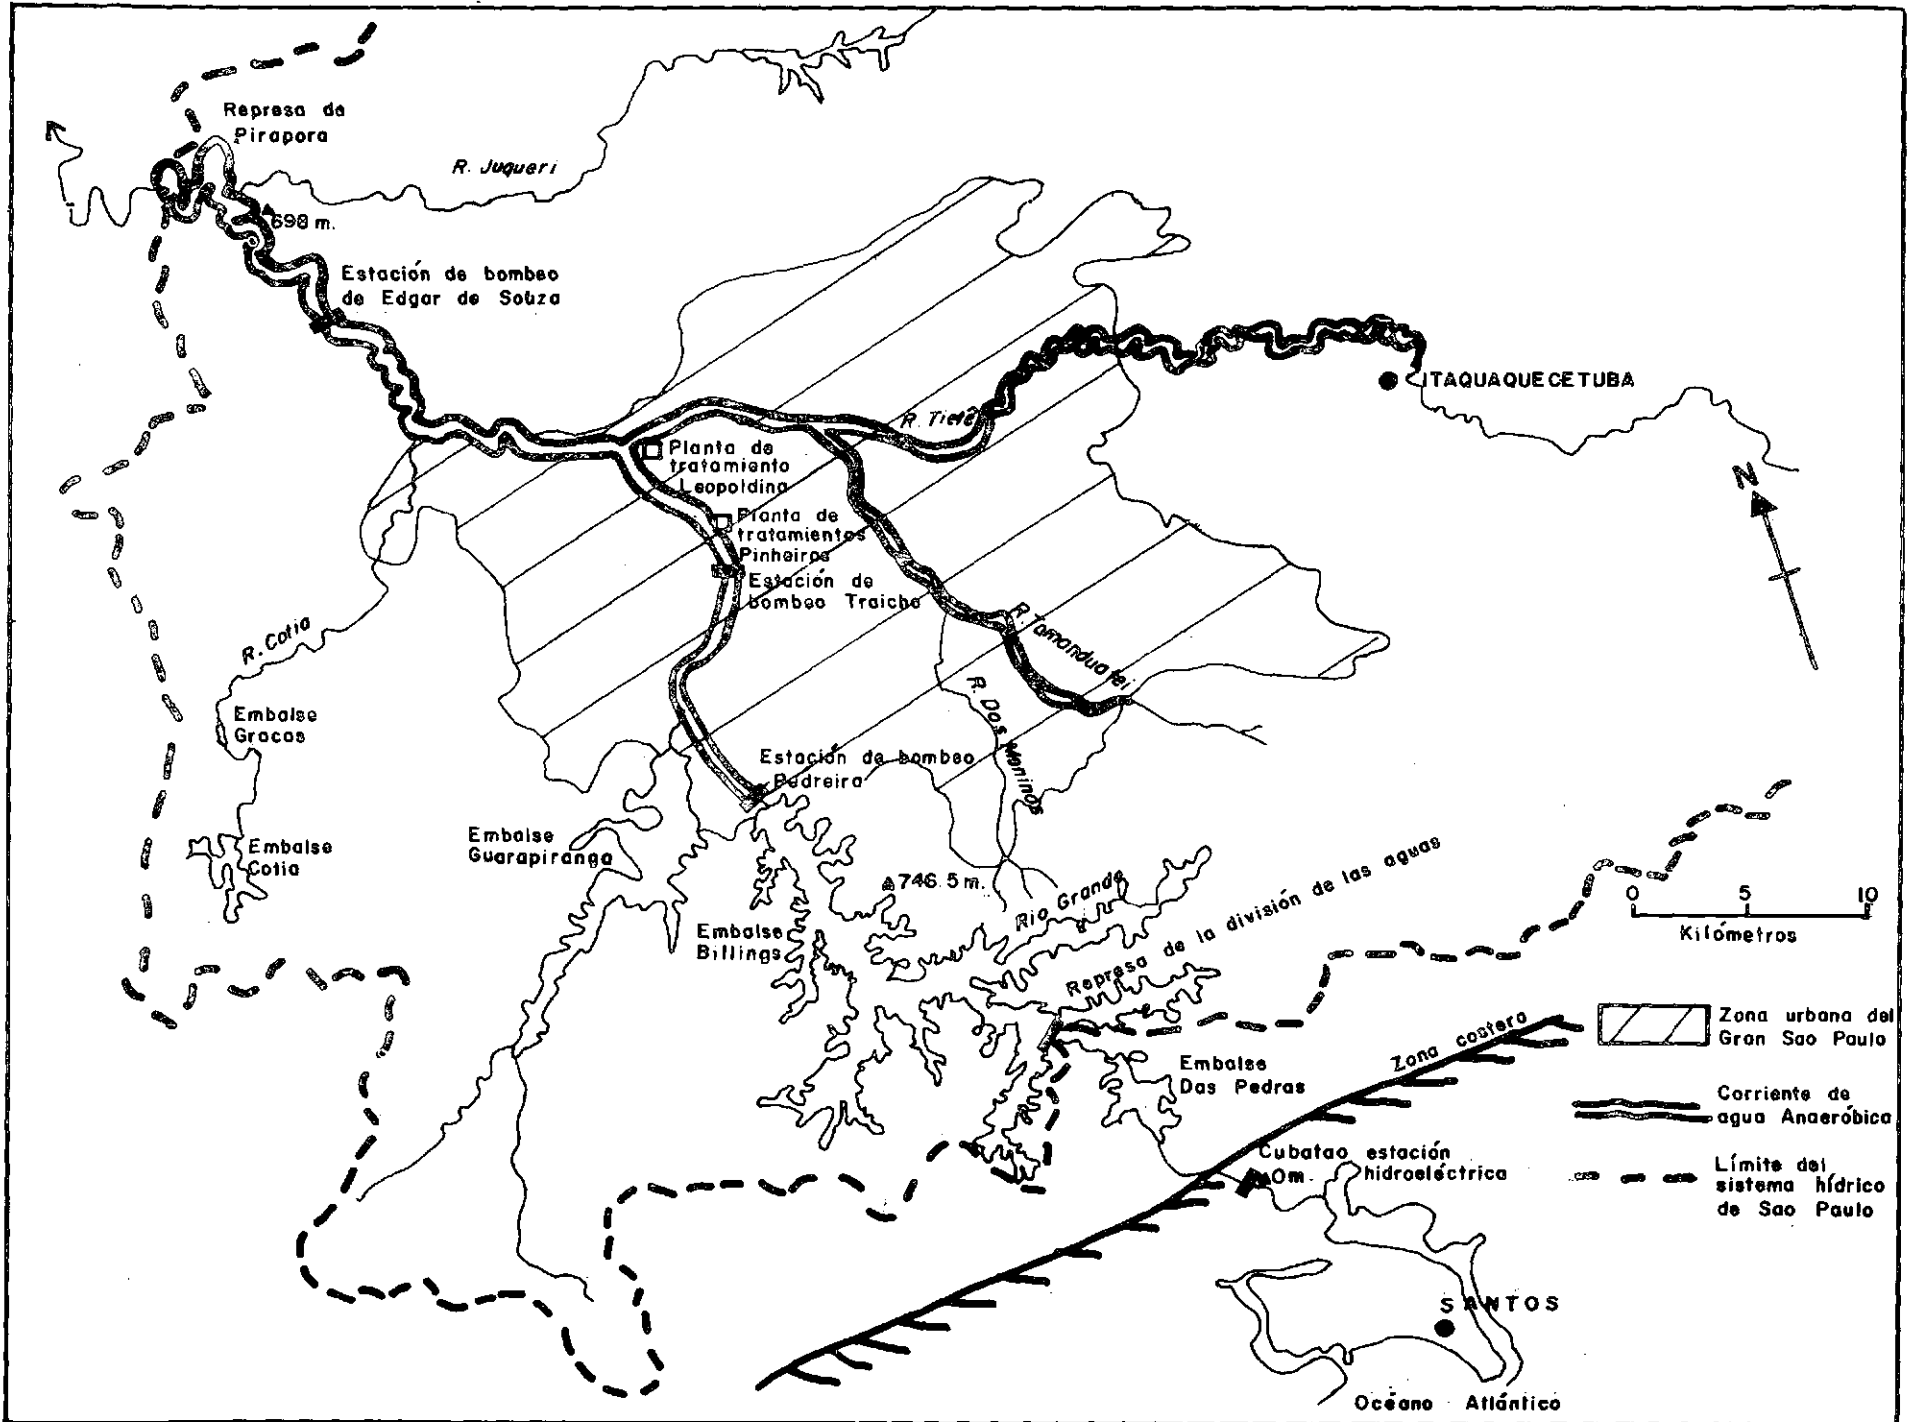 Represa de
Pirapora
R. Juqueri
698 m.
Estación de bombeo
de Edgar de Souza
ITAQUAQUECETUBA
R. Tietê
Planta de
tratamiento
Leopoldina
N
Planta de
tratamientos
Pinheiros
Estación de
bombeo Traicho
R. Cotia
R. Tamanduatei
R. Dos Meninos
Embalse
Gracas
Estación de bombeo
Pedreira
Embalse
Guarapiranga
Embalse
Cotia
746.5 m.
Rio Grande
Represa de la división de las aguas
0 5 10
Kilómetros
Embalse
Billings
Zona urbana del
Gran Sao Paulo
Zona costera
Embalse
Das Pedras
Corriente de
agua Anaeróbica
Cubatao estación
hidroeléctrica
0m.
Límite del
sistema hídrico
de Sao Paulo
SANTOS
Océano Atlántico